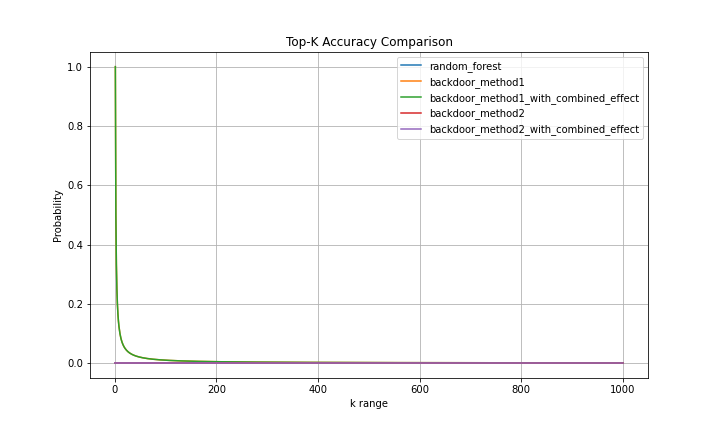 Top-K Accuracy Comparison
random_forest
backdoor_method1
backdoor_method1_with_combined_effect
backdoor_method2
backdoor_method2_with_combined_effect
Probability
1.0
0.8
0.6
0.4
0.2
0.0
0 200 400 600 800 1000
k range